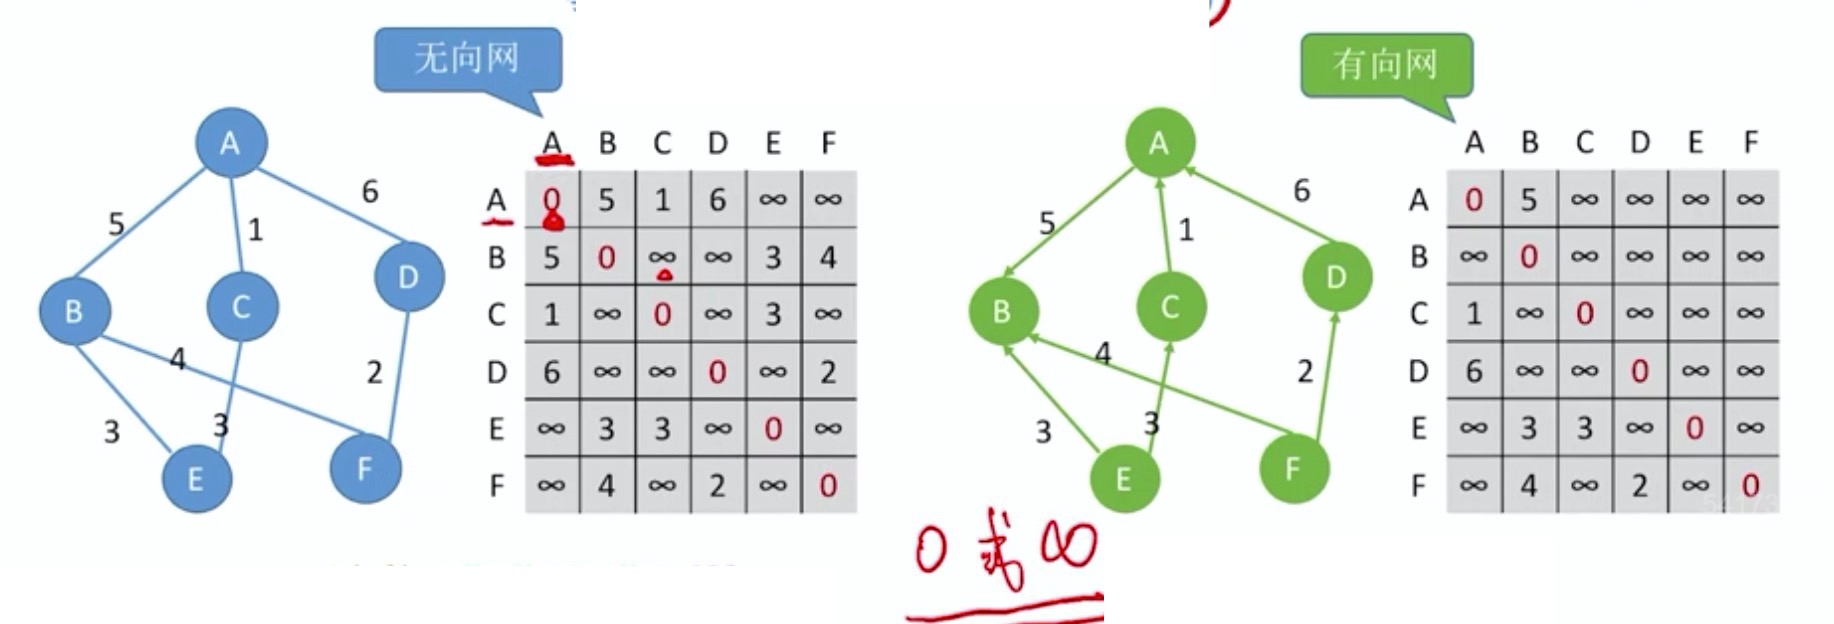 无向网
A
B
C
D
E
F
5
1
6
4
2
3
3
A B C D E F
A 0 5 1 6 ∞ ∞
B 5 0 ∞ ∞ 3 4
C 1 ∞ 0 ∞ 3 ∞
D 6 ∞ ∞ 0 ∞ 2
E ∞ 3 3 ∞ 0 ∞
F ∞ 4 ∞ 2 ∞ 0
有向网
A
B
C
D
E
F
5
1
6
4
2
3
3
A B C D E F
A 0 5 ∞ ∞ ∞ ∞
B ∞ 0 ∞ ∞ ∞ ∞
C 1 ∞ 0 ∞ ∞ ∞
D 6 ∞ ∞ 0 ∞ ∞
E ∞ 3 3 ∞ 0 ∞
F ∞ 4 ∞ 2 ∞ 0
0 或 ∞